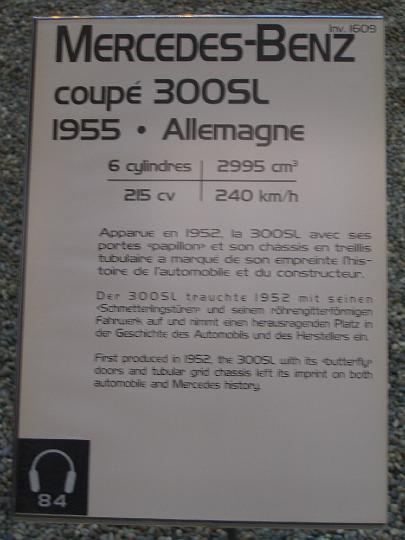 Inv. 1609
MERCEDES-BENZ
coupé 300SL
1955 • Allemagne
6 cylindres | 2995 cm³
215 cv | 240 km/h
Apparue en 1952, la 300SL avec ses
portes «papillon» et son chassis en treillis
tubulaire a marqué de son empreinte l'his-
toire de l'automobile et du constructeur.
Der 300SL trauchte 1952 mit seinen
«Schmetterlingstüren» und seinem röhrengitterförmigen
Fahrwerk auf und nimmt einen herausragenden Platz in
der Geschichte des Automobils und des Herstellers ein.
First produced in 1952, the 300SL with its «butterfly»
doors and tubular grid chassis left its imprint on both
automobile and Mercedes history.
84